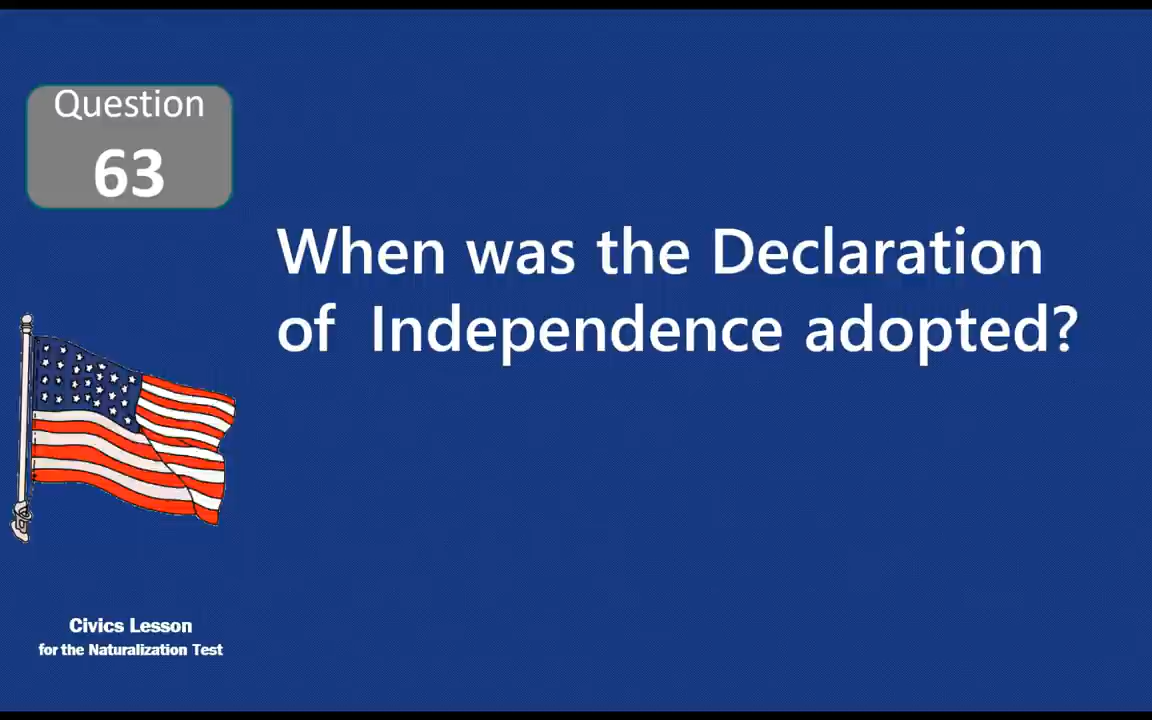 Question
63
When was the Declaration
of Independence adopted?
Civics Lesson
for the Naturalization Test